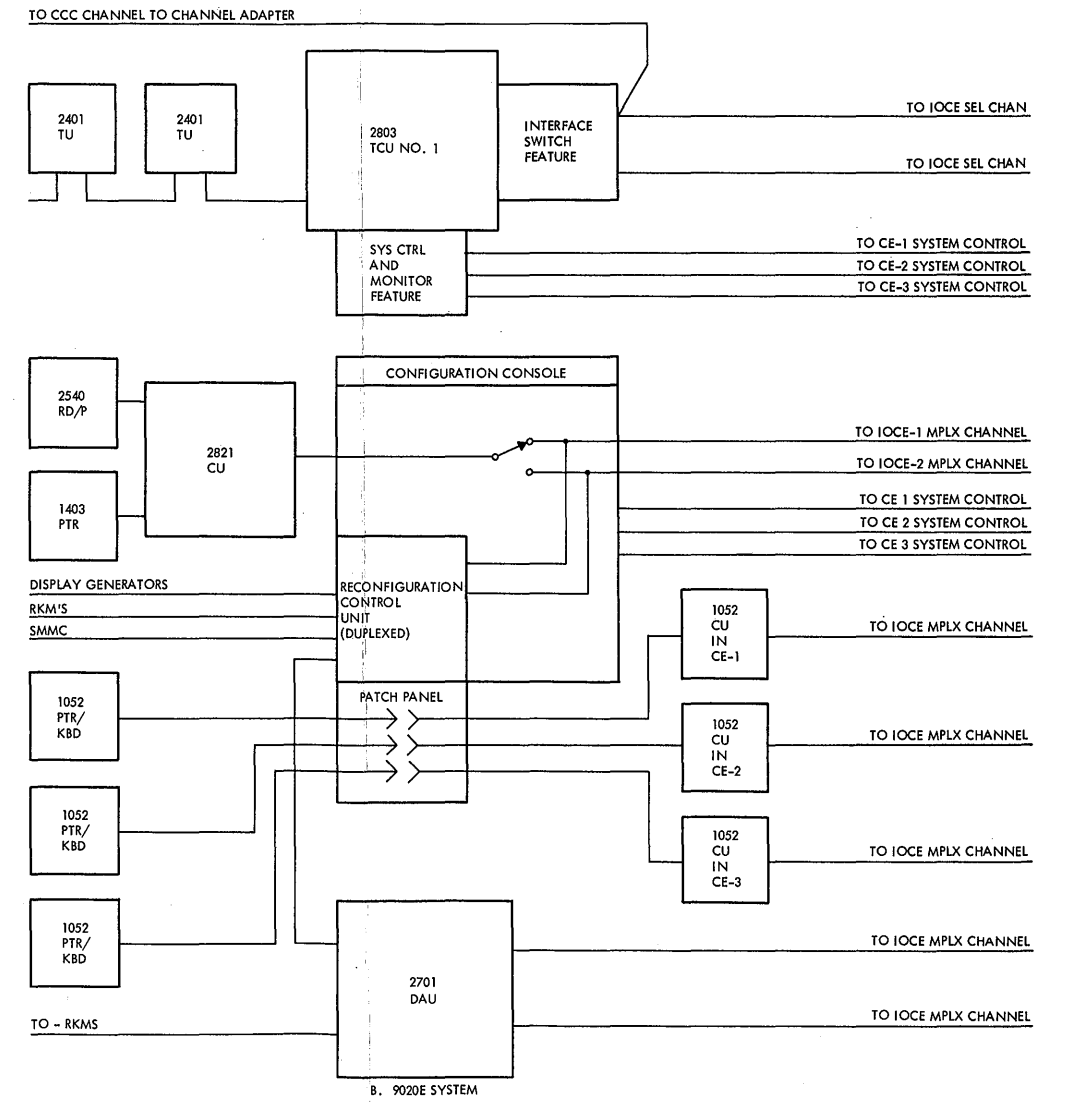 TO CCC CHANNEL TO CHANNEL ADAPTER
2401
TU
2401
TU
2803
TCU NO. 1
INTERFACE
SWITCH
FEATURE
TO IOCE SEL CHAN
TO IOCE SEL CHAN
SYS CTRL
AND
MONITOR
FEATURE
TO CE-1 SYSTEM CONTROL
TO CE-2 SYSTEM CONTROL
TO CE-3 SYSTEM CONTROL
2540
RD/P
1403
PTR
2821
CU
CONFIGURATION CONSOLE
TO IOCE-1 MPLX CHANNEL
TO IOCE-2 MPLX CHANNEL
TO CE 1 SYSTEM CONTROL
TO CE 2 SYSTEM CONTROL
TO CE 3 SYSTEM CONTROL
DISPLAY GENERATORS
RKM'S
SMMC
RECONFIGURATION
CONTROL
UNIT
(DUPLEXED)
1052
CU
IN
CE-1
TO IOCE MPLX CHANNEL
1052
PTR/
KBD
PATCH PANEL
1052
CU
IN
CE-2
TO IOCE MPLX CHANNEL
1052
PTR/
KBD
1052
CU
IN
CE-3
TO IOCE MPLX CHANNEL
1052
PTR/
KBD
2701
DAU
TO IOCE MPLX CHANNEL
TO IOCE MPLX CHANNEL
TO - RKMS
B. 9020E SYSTEM